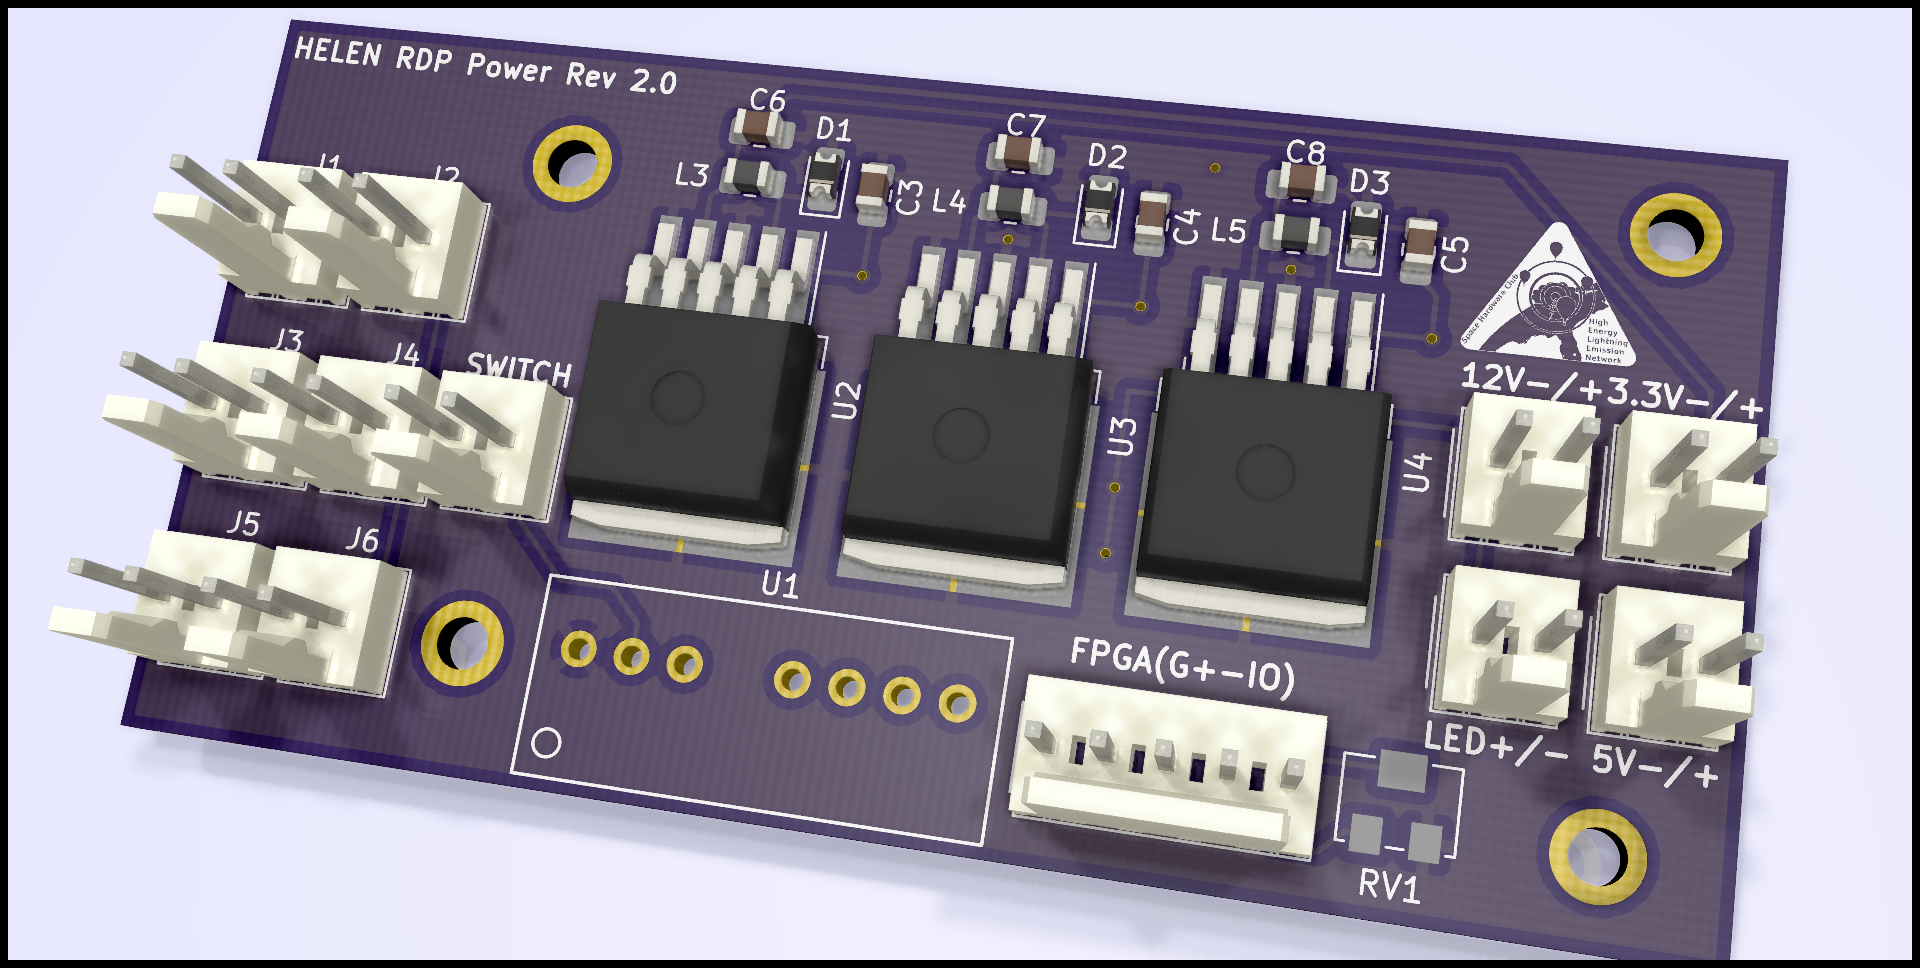 HELEN RDP Power Rev 2.0
C6
D1
L3
C3
C7
D2
L4
C4
C8
D3
L5
C5
J1
J2
J3
J4
SWITCH
J5
J6
U2
U3
U4
U1
Space Hardware Club
High
Energy
Lightning
Emission
Network
12V-/+
3.3V-/+
FPGA(G+-IO)
LED+/-
5V-/+
RV1